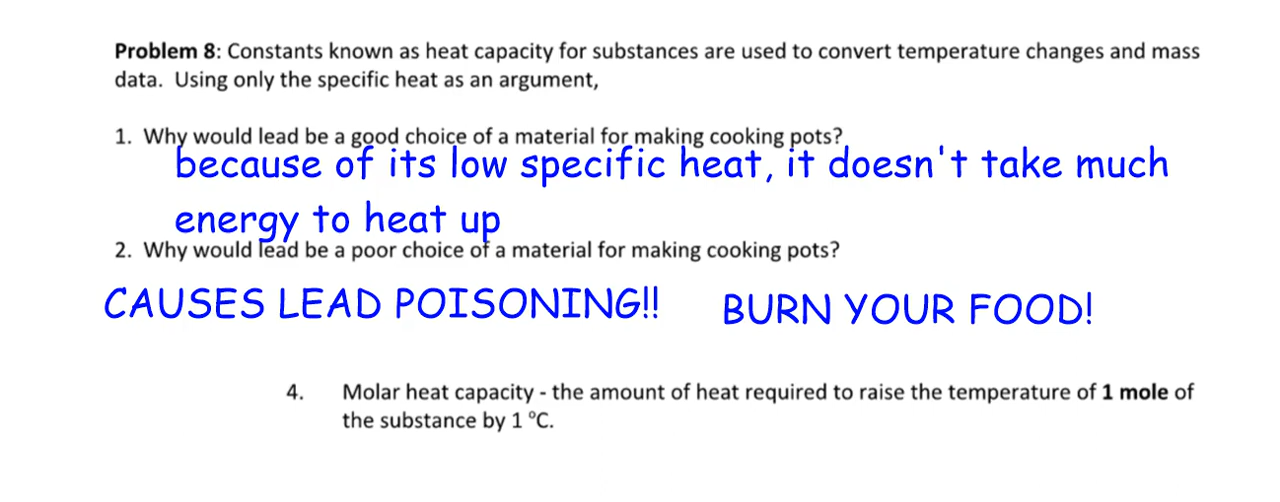 Problem 8: Constants known as heat capacity for substances are used to convert temperature changes and mass
data.  Using only the specific heat as an argument,
1.  Why would lead be a good choice of a material for making cooking pots?
because of its low specific heat, it doesn't take much
energy to heat up
2.  Why would lead be a poor choice of a material for making cooking pots?
CAUSES LEAD POISONING!! BURN YOUR FOOD!
4. Molar heat capacity - the amount of heat required to raise the temperature of 1 mole of
the substance by 1 °C.